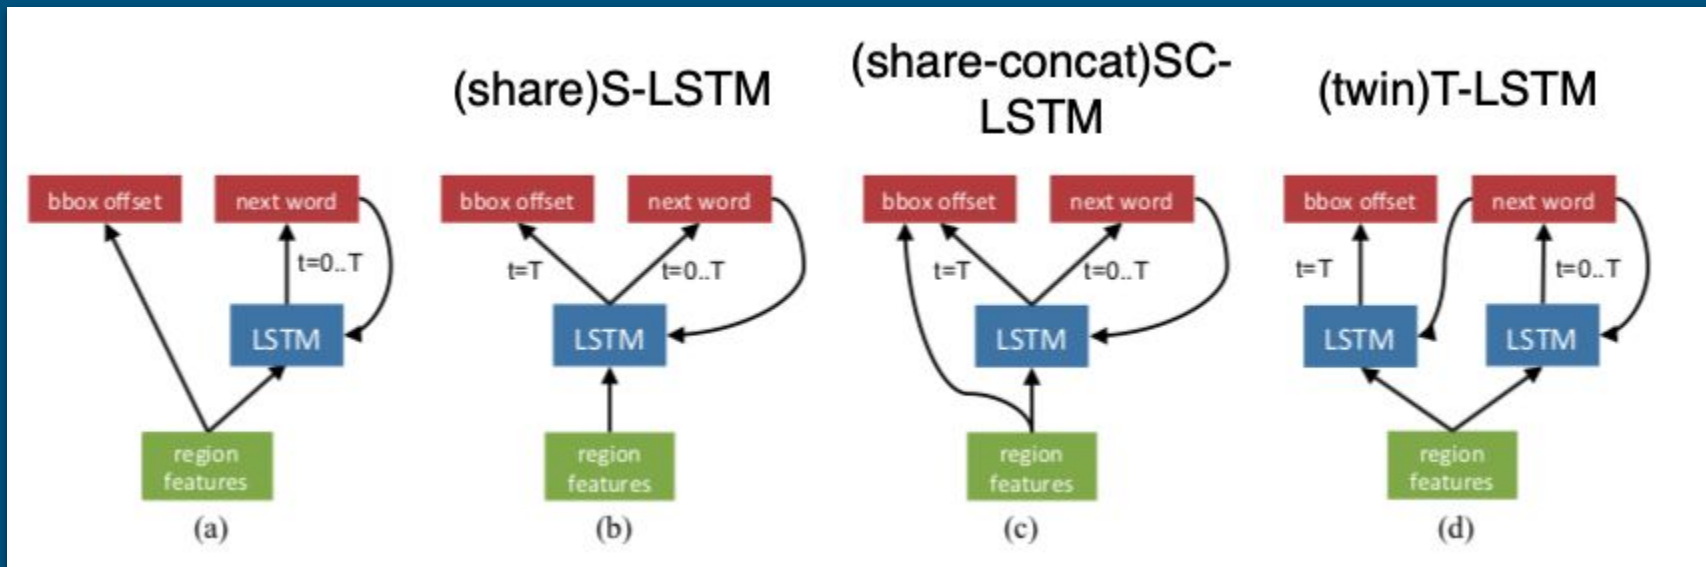 (share)S-LSTM
(share-concat)SC-
LSTM
(twin)T-LSTM
bbox offset
next word
t=0..T
LSTM
region
features
(a)
bbox offset
next word
t=T
t=0..T
LSTM
region
features
(b)
bbox offset
next word
t=T
t=0..T
LSTM
region
features
(c)
bbox offset
next word
t=T
t=0..T
LSTM
LSTM
region
features
(d)